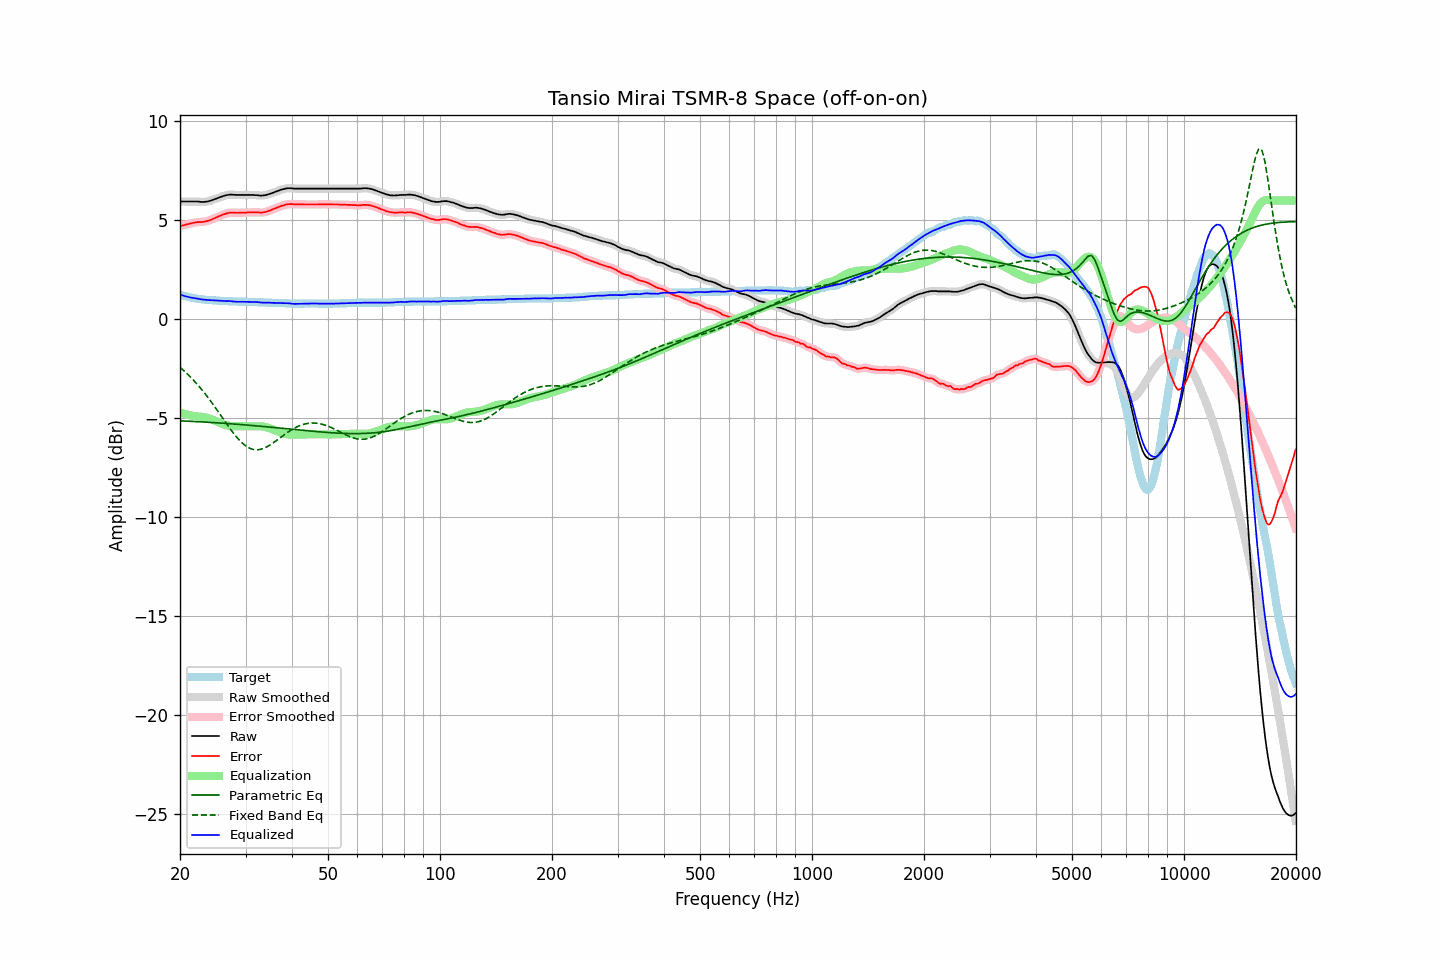 Tansio Mirai TSMR-8 Space (off-on-on)
10
5
0
−5
−10
−15
−20
−25
Amplitude (dBr)
Target
Raw Smoothed
Error Smoothed
Raw
Error
Equalization
Parametric Eq
Fixed Band Eq
Equalized
20 50 100 200 500 1000 2000 5000 10000 20000
Frequency (Hz)